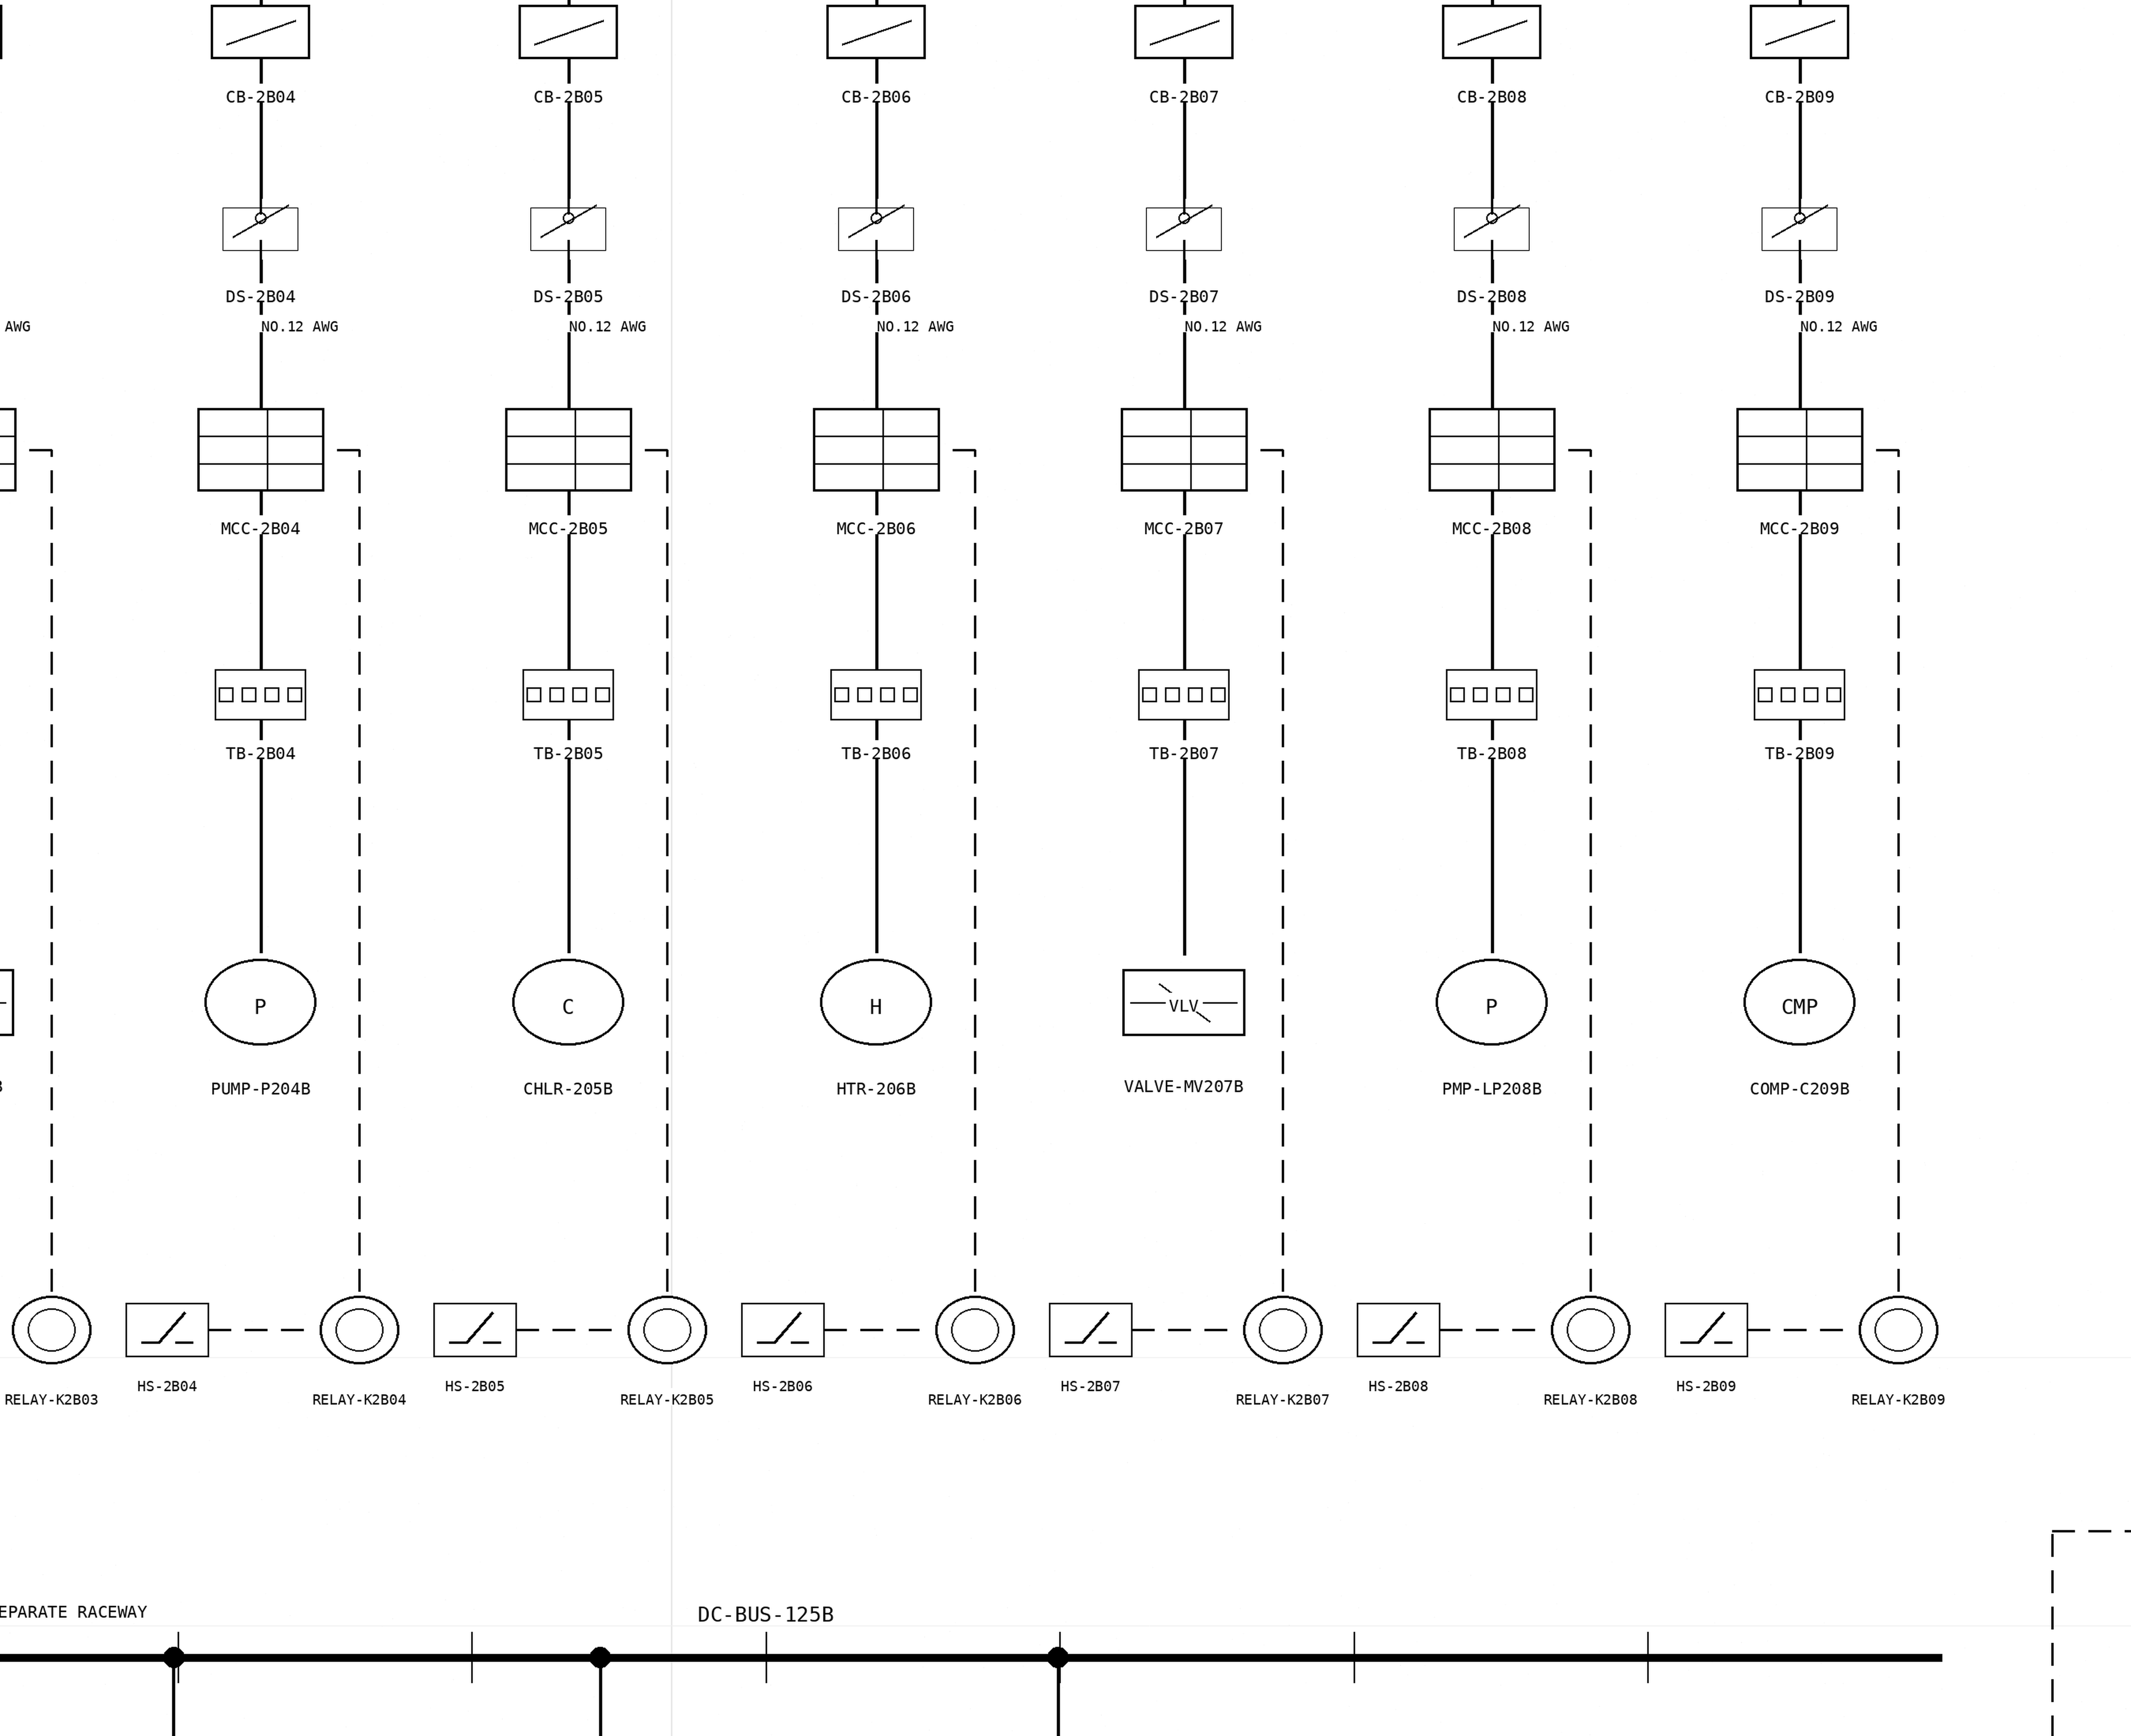 CB-2B04 CB-2B05 CB-2B06 CB-2B07 CB-2B08 CB-2B09
DS-2B04 DS-2B05 DS-2B06 DS-2B07 DS-2B08 DS-2B09
AWG NO.12 AWG NO.12 AWG NO.12 AWG NO.12 AWG NO.12 AWG NO.12 AWG
MCC-2B04 MCC-2B05 MCC-2B06 MCC-2B07 MCC-2B08 MCC-2B09
TB-2B04 TB-2B05 TB-2B06 TB-2B07 TB-2B08 TB-2B09
P C H VLV P CMP
PUMP-P204B CHLR-205B HTR-206B VALVE-MV207B PMP-LP208B COMP-C209B
HS-2B04 HS-2B05 HS-2B06 HS-2B07 HS-2B08 HS-2B09
RELAY-K2B03 RELAY-K2B04 RELAY-K2B05 RELAY-K2B06 RELAY-K2B07 RELAY-K2B08 RELAY-K2B09
EPARATE RACEWAY DC-BUS-125B